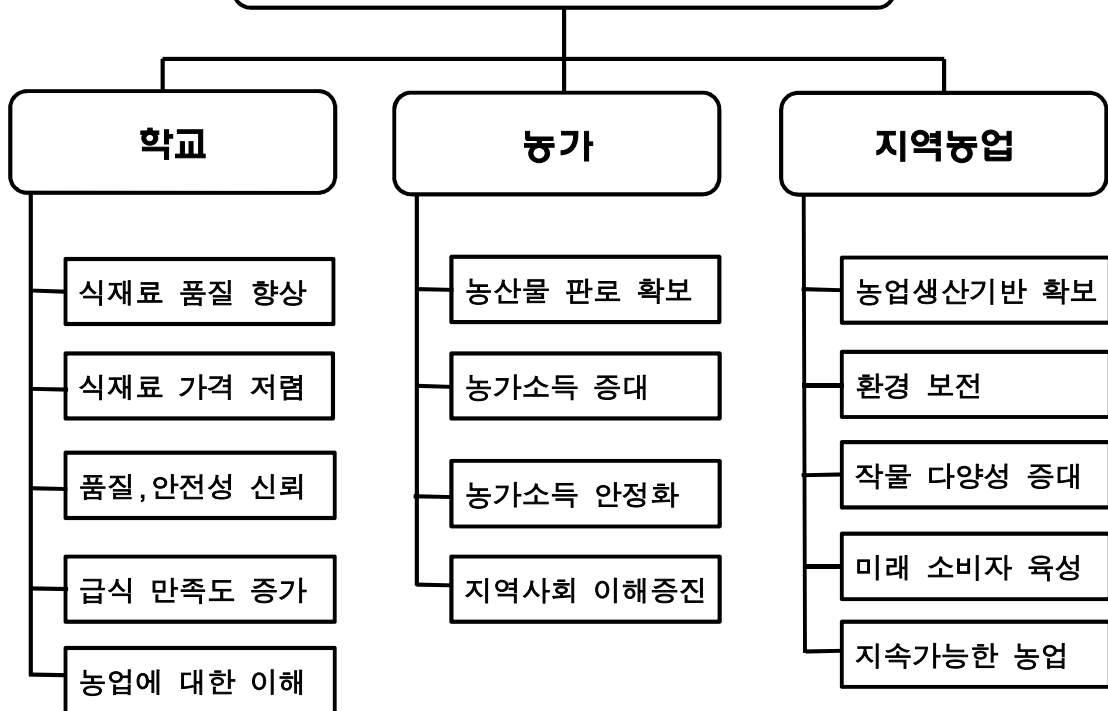 학교
식재료 품질 향상
식재료 가격 저렴
품질,안전성 신뢰
급식 만족도 증가
농업에 대한 이해
농가
농산물 판로 확보
농가소득 증대
농가소득 안정화
지역사회 이해증진
지역농업
농업생산기반 확보
환경 보전
작물 다양성 증대
미래 소비자 육성
지속가능한 농업